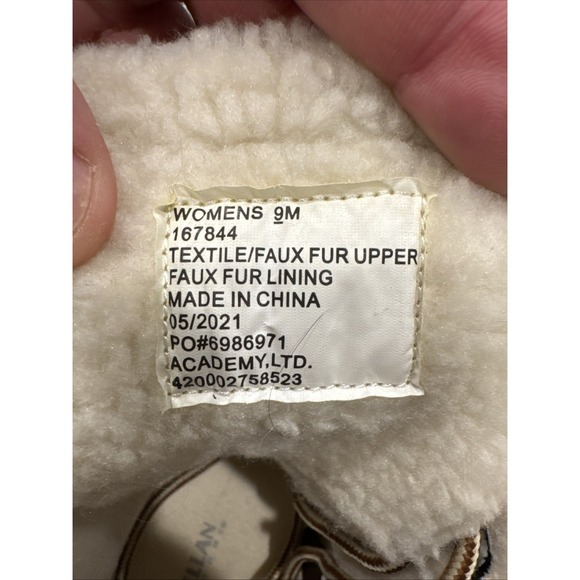 WOMENS 9M
167844
TEXTILE/FAUX FUR UPPER
FAUX FUR LINING
MADE IN CHINA
05/2021
PO#6986971
ACADEMY,LTD.
420002758523